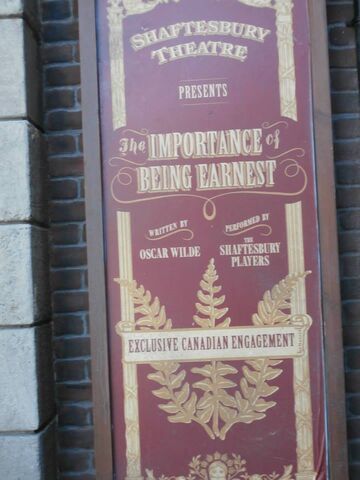 SHAFTESBURY
THEATRE
PRESENTS
The IMPORTANCE of
BEING EARNEST
WRITTEN BY
OSCAR WILDE
PERFORMED BY
THE
SHAFTESBURY
PLAYERS
EXCLUSIVE CANADIAN ENGAGEMENT